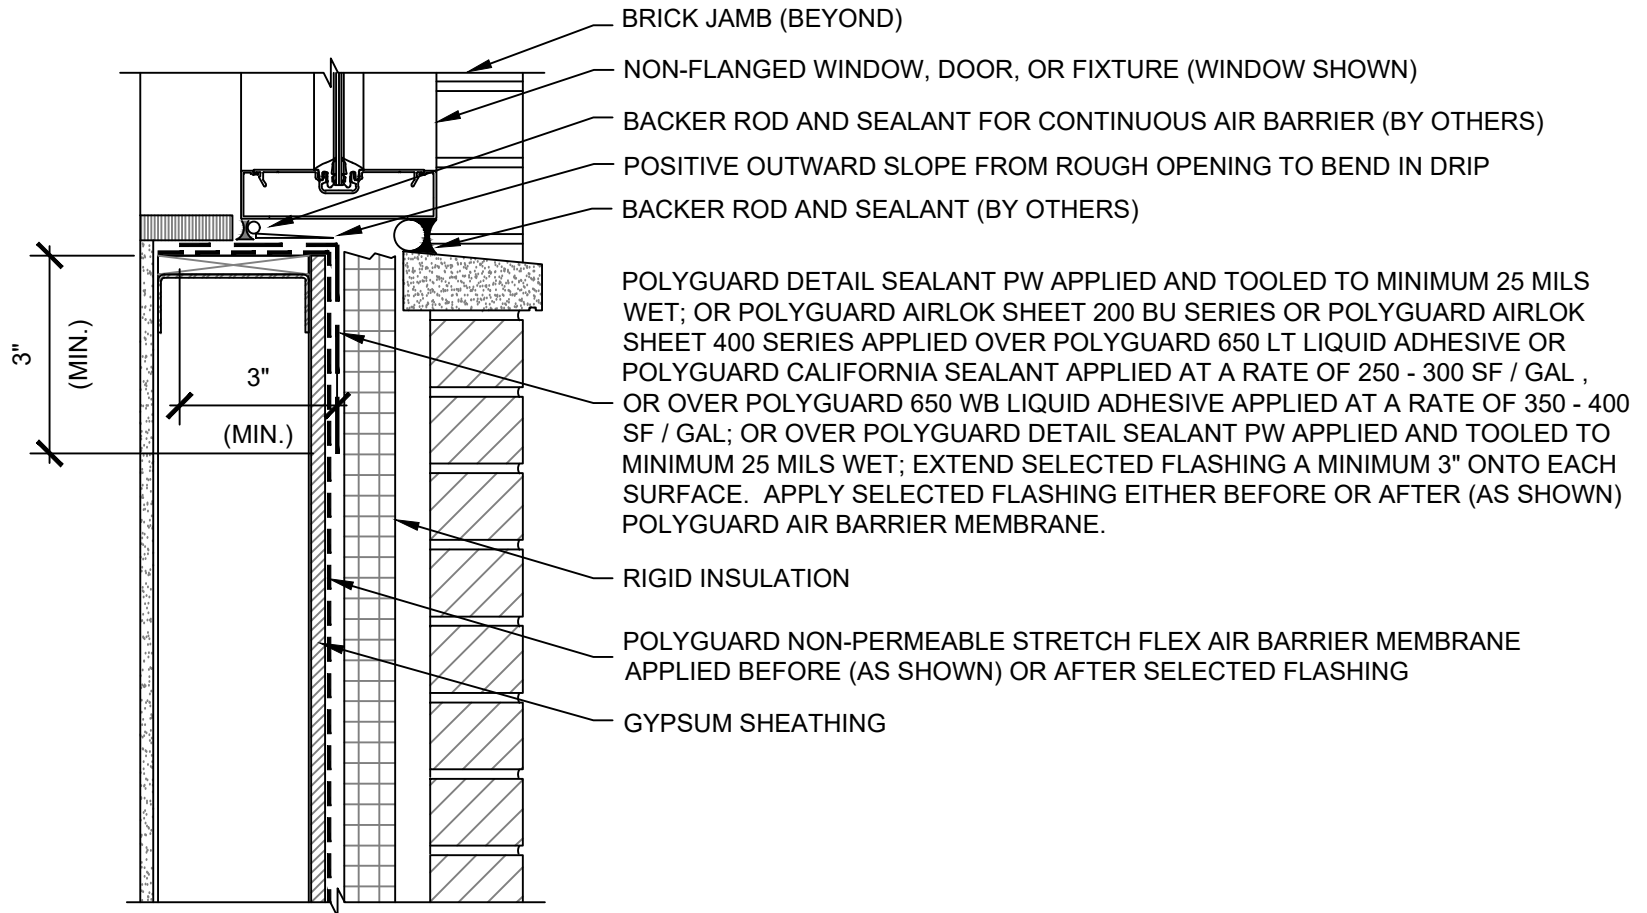 BRICK JAMB (BEYOND)
NON-FLANGED WINDOW, DOOR, OR FIXTURE (WINDOW SHOWN)
BACKER ROD AND SEALANT FOR CONTINUOUS AIR BARRIER (BY OTHERS)
POSITIVE OUTWARD SLOPE FROM ROUGH OPENING TO BEND IN DRIP
BACKER ROD AND SEALANT (BY OTHERS)
POLYGUARD DETAIL SEALANT PW APPLIED AND TOOLED TO MINIMUM 25 MILS
WET; OR POLYGUARD AIRLOK SHEET 200 BU SERIES OR POLYGUARD AIRLOK
SHEET 400 SERIES APPLIED OVER POLYGUARD 650 LT LIQUID ADHESIVE OR
POLYGUARD CALIFORNIA SEALANT APPLIED AT A RATE OF 250 - 300 SF / GAL ,
OR OVER POLYGUARD 650 WB LIQUID ADHESIVE APPLIED AT A RATE OF 350 - 400
SF / GAL; OR OVER POLYGUARD DETAIL SEALANT PW APPLIED AND TOOLED TO
MINIMUM 25 MILS WET; EXTEND SELECTED FLASHING A MINIMUM 3" ONTO EACH
SURFACE. APPLY SELECTED FLASHING EITHER BEFORE OR AFTER (AS SHOWN)
POLYGUARD AIR BARRIER MEMBRANE.
3"
(MIN.)
3"
(MIN.)
RIGID INSULATION
POLYGUARD NON-PERMEABLE STRETCH FLEX AIR BARRIER MEMBRANE
APPLIED BEFORE (AS SHOWN) OR AFTER SELECTED FLASHING
GYPSUM SHEATHING